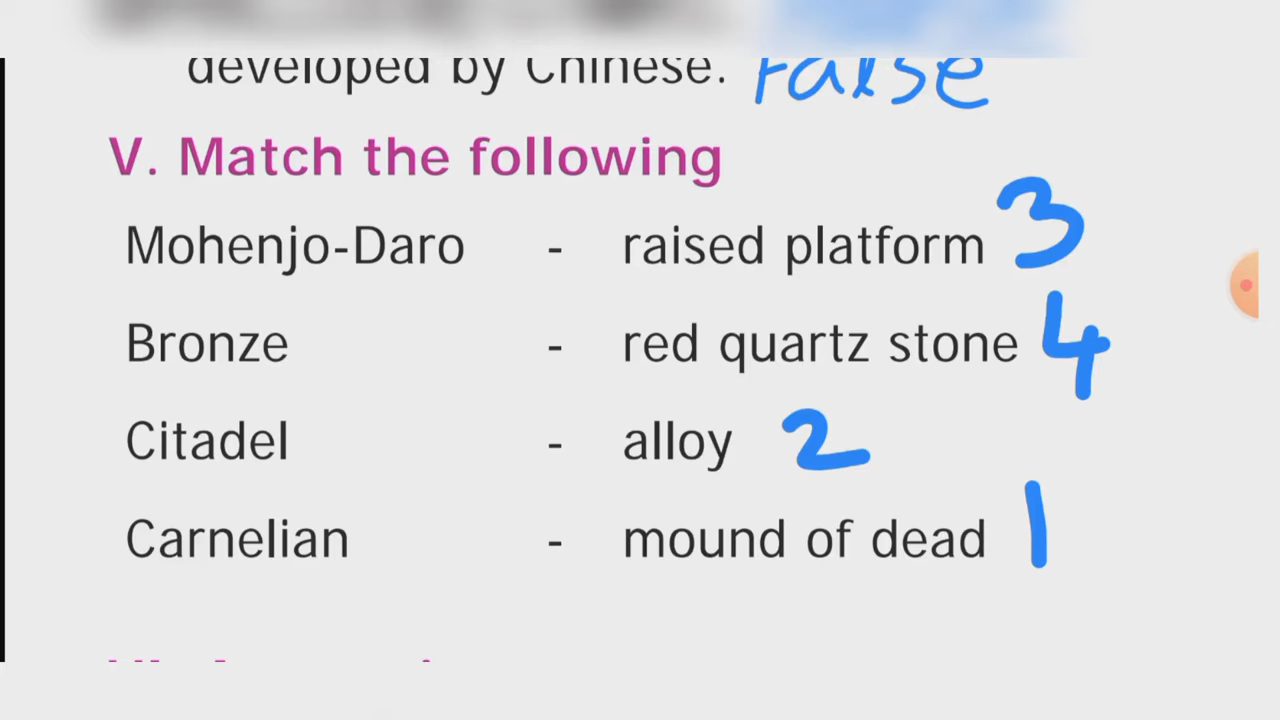 developed by Chinese. False
V. Match the following
Mohenjo-Daro - raised platform 3
Bronze - red quartz stone 4
Citadel - alloy 2
Carnelian - mound of dead 1